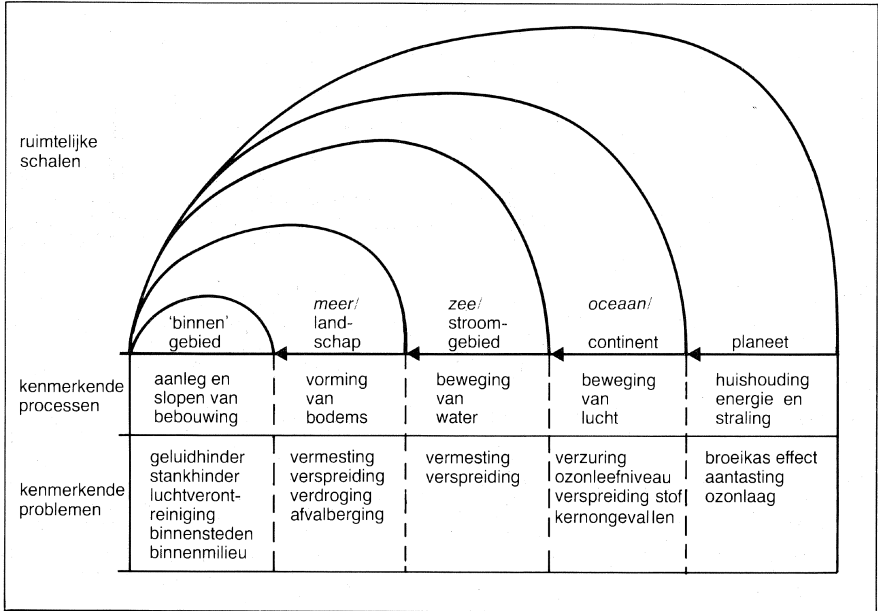 ruimtelijke
schalen
'binnen'
gebied
meer/
land-
schap
zee/
stroom-
gebied
oceaan/
continent
planeet
kenmerkende
processen
aanleg en
slopen van
bebouwing
vorming
van
bodems
beweging
van
water
beweging
van
lucht
huishouding
energie en
straling
kenmerkende
problemen
geluidhinder
stankhinder
luchtveront-
reiniging
binnensteden
binnenmilieu
vermesting
verspreiding
verdroging
afvalberging
vermesting
verspreiding
verzuring
ozonleefniveau
verspreiding stof
kernongevallen
broeikas effect
aantasting
ozonlaag